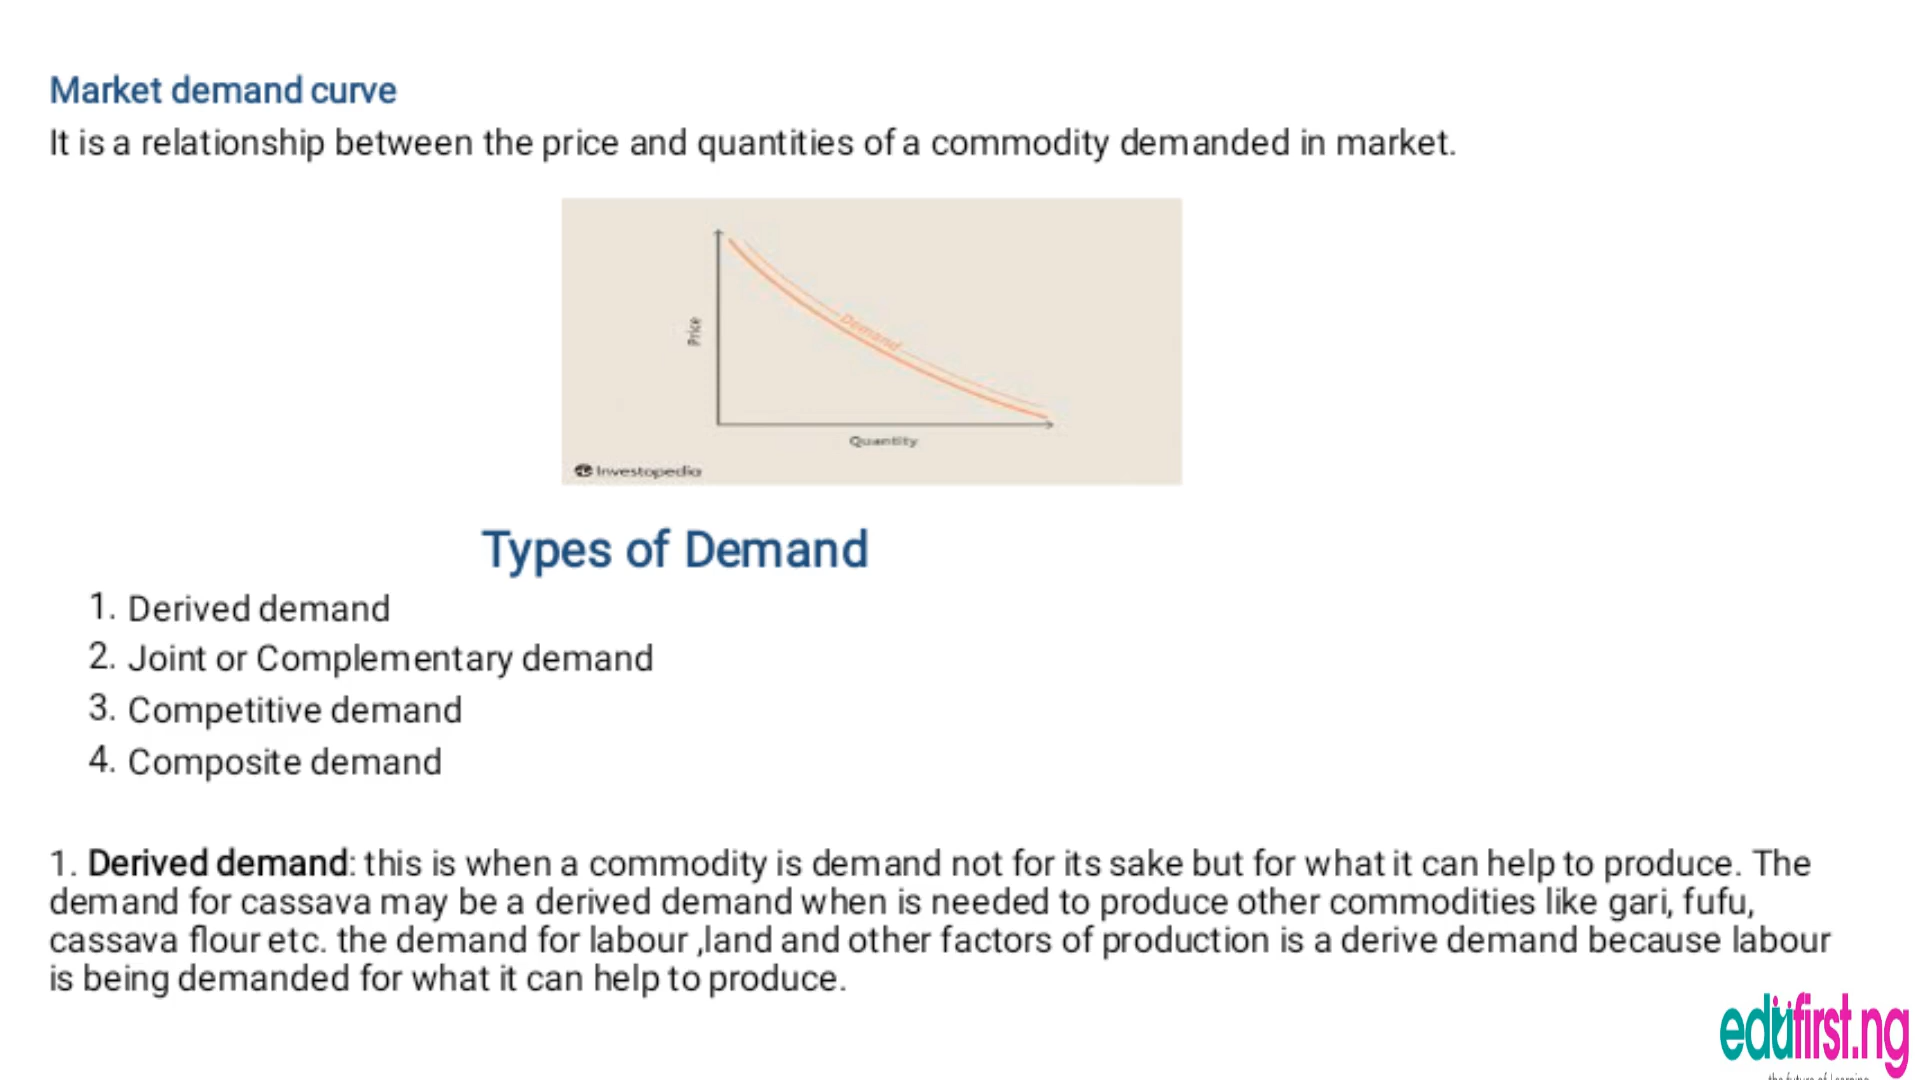 Market demand curve
It is a relationship between the price and quantities of a commodity demanded in market.
Price
Demand
Quantity
Investopedia
Types of Demand
1. Derived demand
2. Joint or Complementary demand
3. Competitive demand
4. Composite demand
1. Derived demand: this is when a commodity is demand not for its sake but for what it can help to produce. The
demand for cassava may be a derived demand when is needed to produce other commodities like gari, fufu,
cassava flour etc. the demand for labour ,land and other factors of production is a derive demand because labour
is being demanded for what it can help to produce.
edufirst.ng
the future of Learning